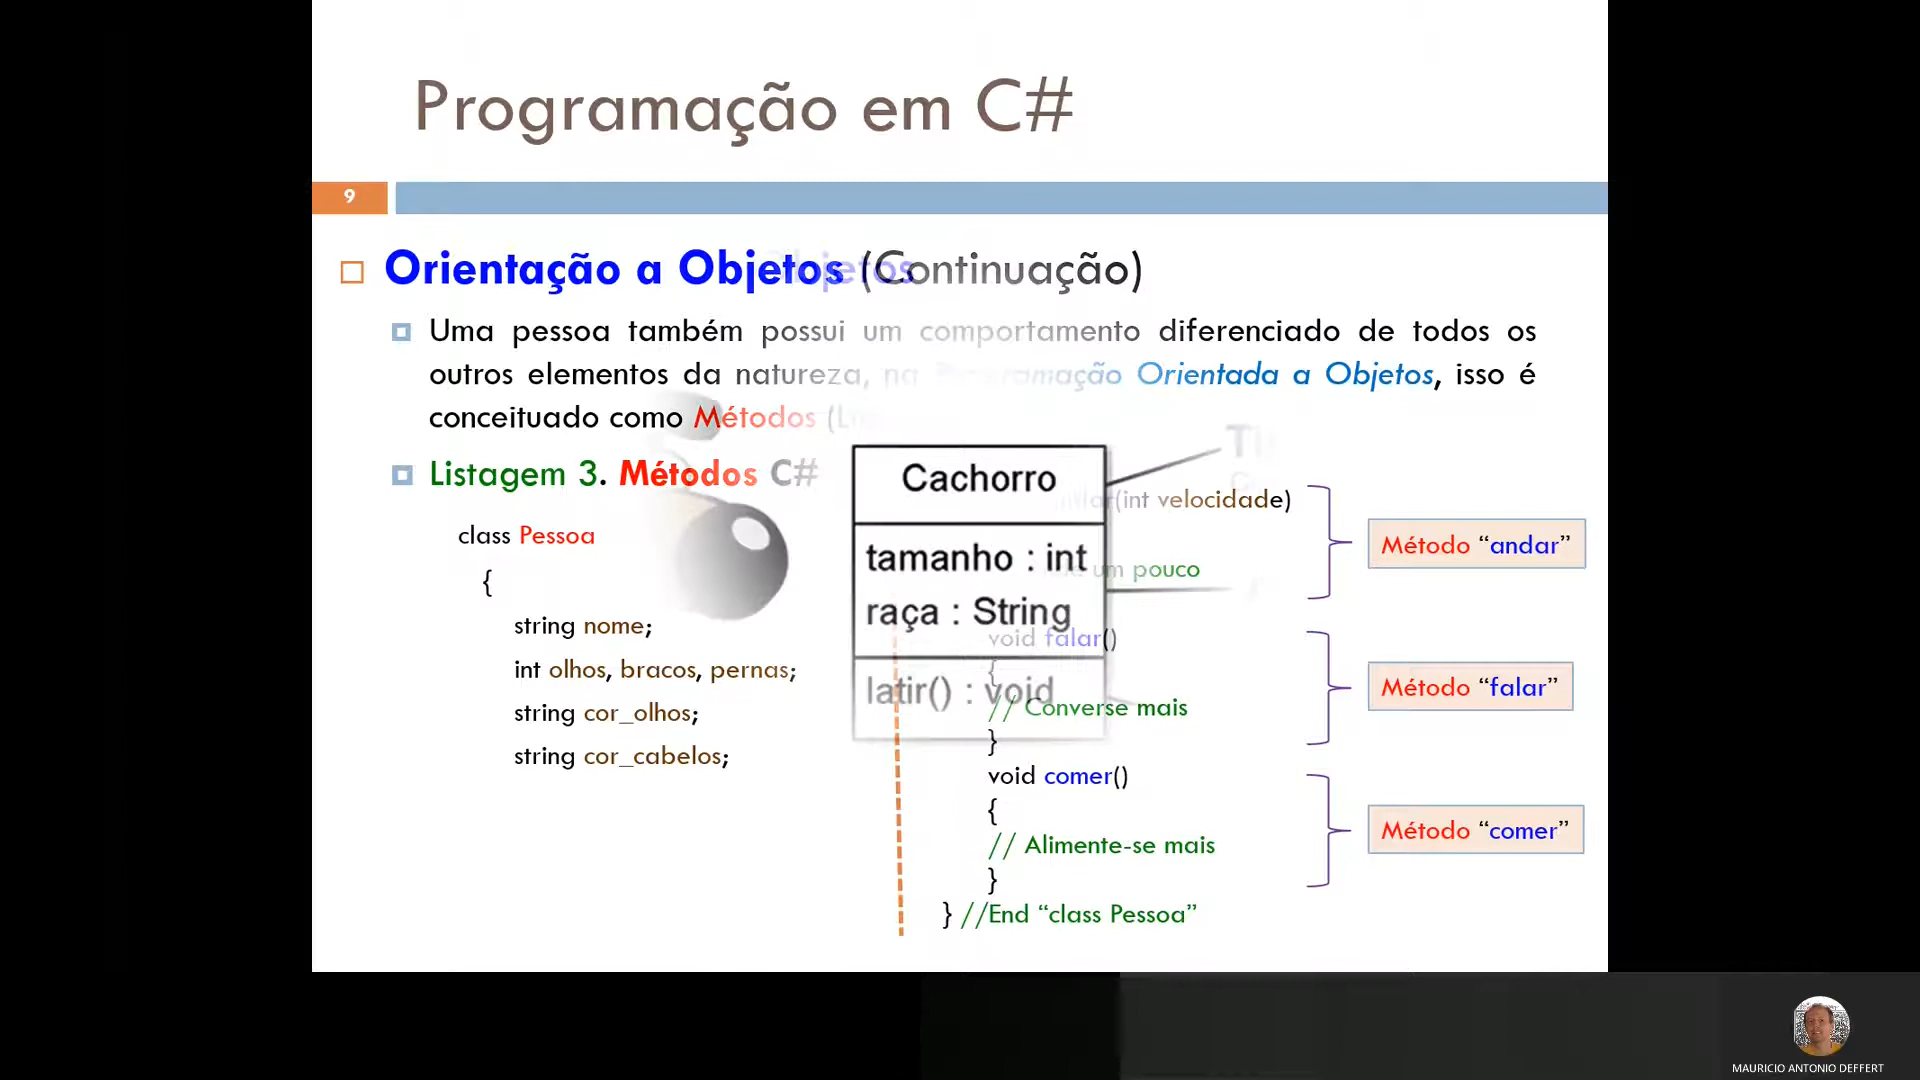 Programação em C#
9
Orientação a Objetos (Continuação)
Uma pessoa também possui um comportamento diferenciado de todos os
outros elementos da natureza, na Programação Orientada a Objetos, isso é
conceituado como Métodos
Listagem 3. Métodos C#
class Pessoa
{
string nome;
int olhos, bracos, pernas;
string cor_olhos;
string cor_cabelos;
Cachorro
tamanho : int
raça : String
latir() : void
(int velocidade)
um pouco
void falar()
{
// Converse mais
}
void comer()
{
// Alimente-se mais
}
} //End “class Pessoa”
Método “andar”
Método “falar”
Método “comer”
MAURICIO ANTONIO DEFFERT